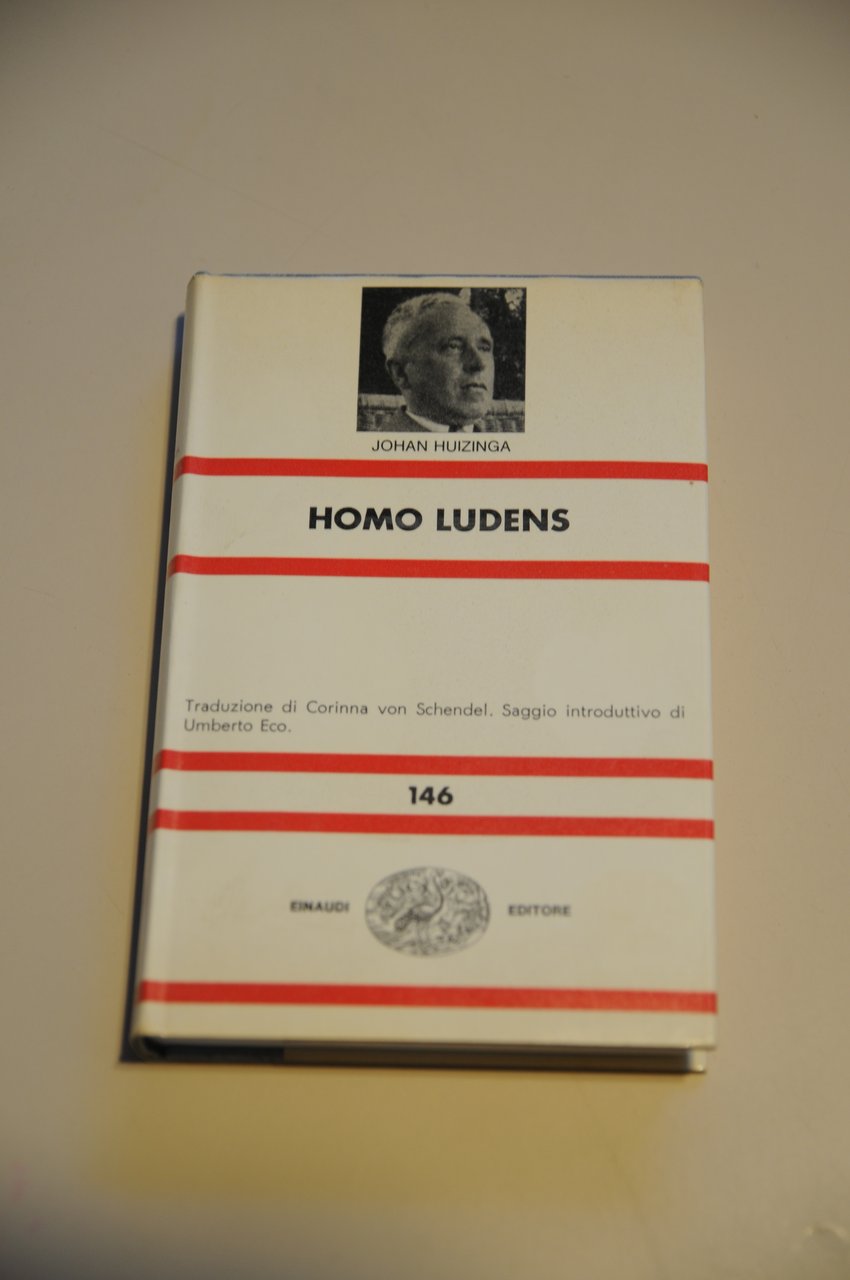 JOHAN HUIZINGA
HOMO LUDENS
Traduzione di Corinna von Schendel. Saggio introduttivo di
Umberto Eco.
146
EINAUDI EDITORE